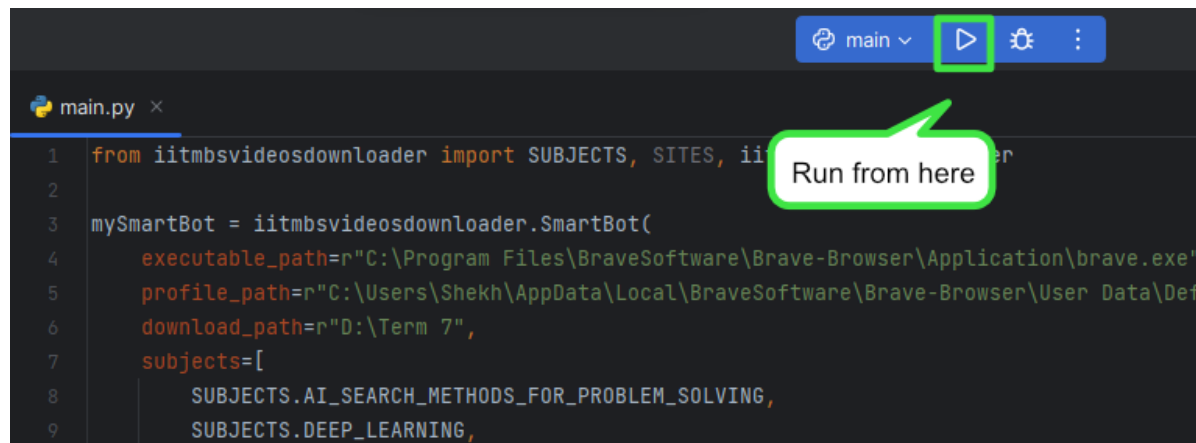 main
main.py
1 from iitmbsvideosdownloader import SUBJECTS, SITES,
Run from here
2
3 mySmartBot = iitmbsvideosdownloader.SmartBot(
4 executable_path=r"C:\Program Files\BraveSoftware\Brave-Browser\Application\brave.exe"
5 profile_path=r"C:\Users\Shekh\AppData\Local\BraveSoftware\Brave-Browser\User Data\Def
6 download_path=r"D:\Term 7",
7 subjects=[
8 SUBJECTS.AI_SEARCH_METHODS_FOR_PROBLEM_SOLVING,
9 SUBJECTS.DEEP_LEARNING,